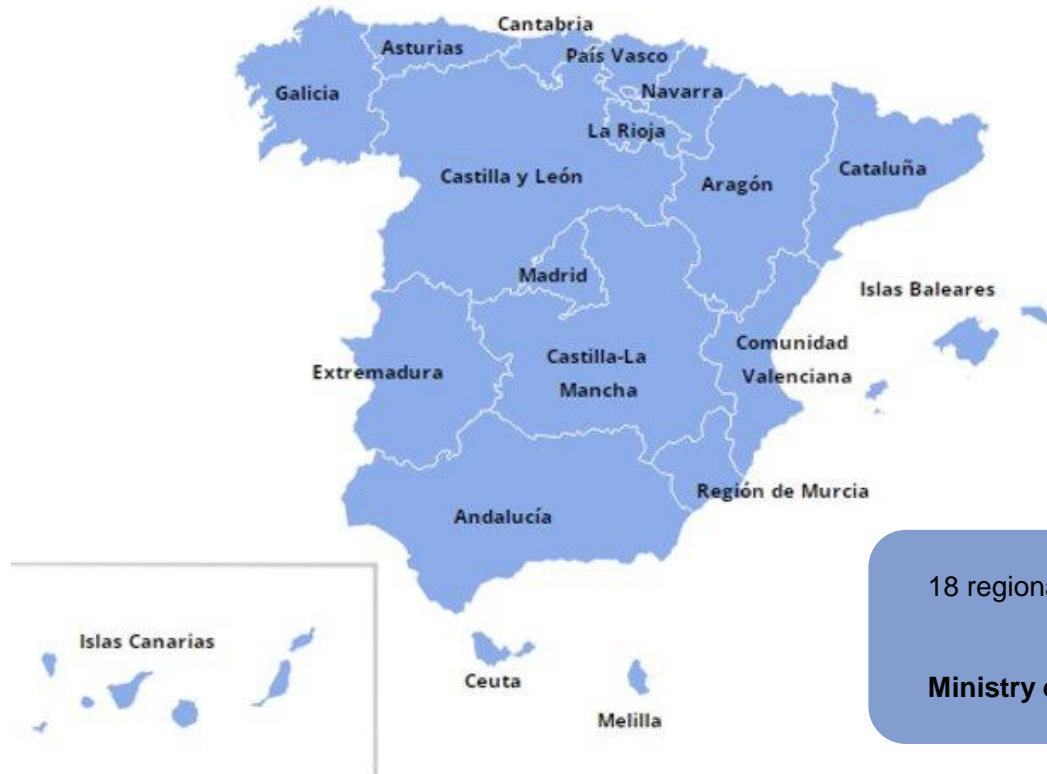 Cantabria
Asturias
País Vasco
Galicia
Navarra
La Rioja
Castilla y León
Aragón
Cataluña
Madrid
Islas Baleares
Comunidad
Valenciana
Castilla-La
Mancha
Extremadura
Región de Murcia
Andalucía
18 regiona
Islas Canarias
Ceuta
Ministry
Melilla